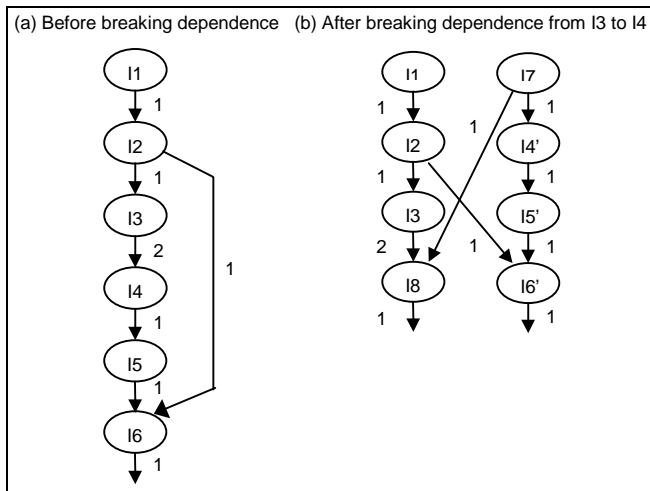 (a) Before breaking dependence (b) After breaking dependence from I3 to I4
I1
1
I2
1
I3
2
I4
1
I5
1
I6
1
1
I1
1
I2
1
I3
2
I8
1
I7
1
1
I4'
1
I5'
1
1
I6'
1